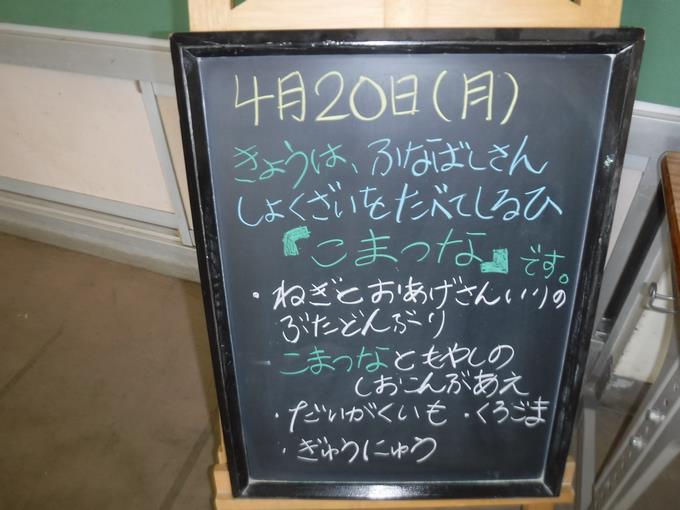 4月20日(月)
きょうは、ふなばしさん
しょくざいをたべてしるひ
『こまつな』です。
・ねぎとおあげさんいりの
ぶたどんぶーり
こまつなともやしの
しおこんぶあえ
・だいがくいも・くろごま
・ぎゅうにゅう